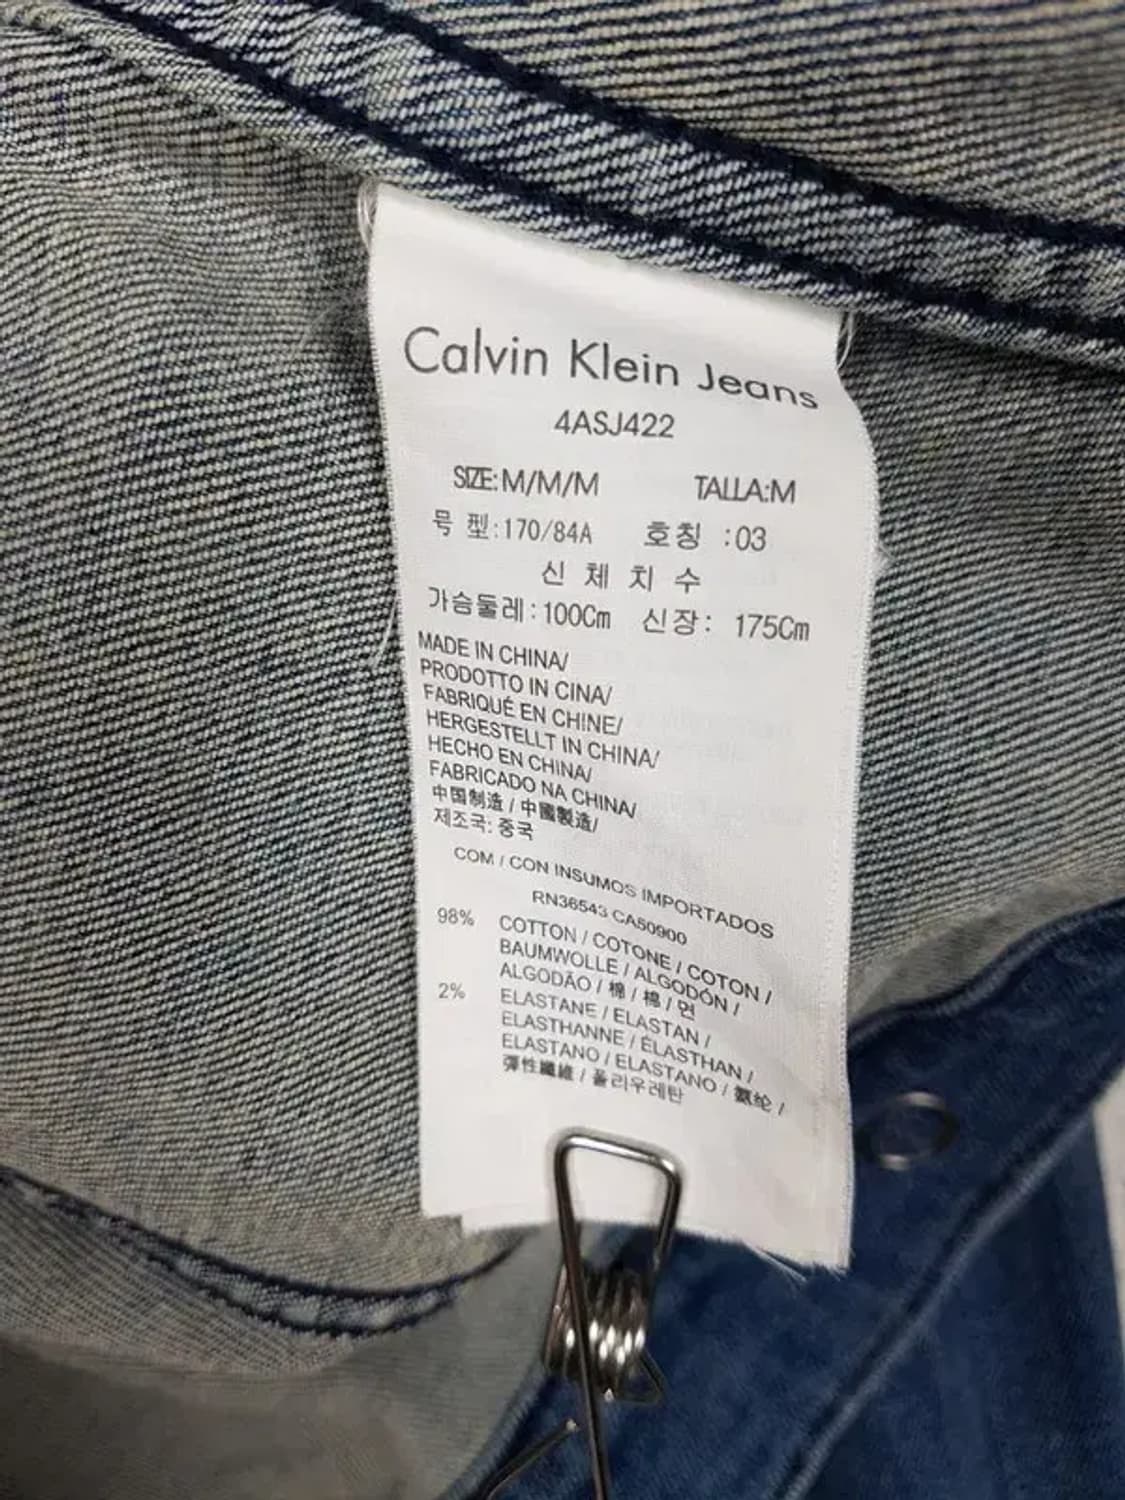 Calvin Klein Jeans
4ASJ422
SIZE:M/M/M TALLA:M
号 型:170/84A 호칭 :03
신 체 치 수
가슴둘레:100Cm 신장: 175Cm
MADE IN CHINA/
PRODOTTO IN CINA/
FABRIQUÉ EN CHINE/
HERGESTELLT IN CHINA/
HECHO EN CHINA/
FABRICADO NA CHINA/
中国制造 / 中國製造/
제조국: 중국
COM / CON INSUMOS IMPORTADOS
RN36543 CA50900
98% COTTON / COTONE / COTON /
BAUMWOLLE / ALGODÓN /
ALGODÃO / 棉 / 棉 / 면
2% ELASTANE / ELASTAN /
ELASTHANNE / ÉLASTHAN /
ELASTANO / ELASTANO / 氨纶 /
彈性纖維 / 폴리우레탄